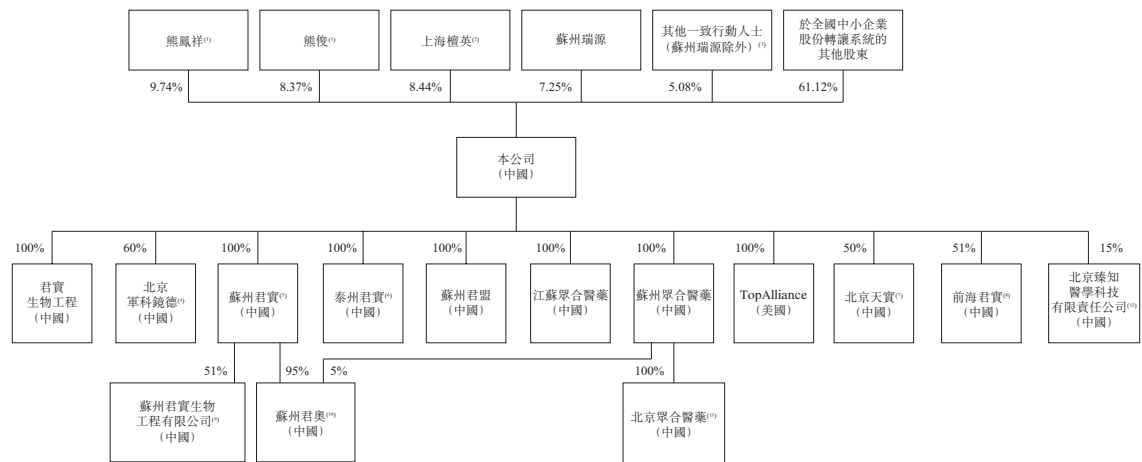 熊鳳祥(1)
熊俊(1)
上海檀英(2)
蘇州瑞源
其他一致行動人士
(蘇州瑞源除外)(3)
於全國中小企業
股份轉讓系統的
其他股東
9.74%
8.37%
8.44%
7.25%
5.08%
61.12%
本公司
(中國)
100%
60%
100%
100%
100%
100%
100%
100%
50%
51%
15%
君實
生物工程
(中國)
北京
軍科鏡德(4)
(中國)
蘇州君實(5)
(中國)
泰州君實(6)
(中國)
蘇州君盟
(中國)
江蘇眾合醫藥
(中國)
蘇州眾合醫藥
(中國)
TopAlliance
(美國)
北京天實(7)
(中國)
前海君實(8)
(中國)
北京臻知
醫學科技
有限責任公司(12)
(中國)
51%
95%
5%
100%
蘇州君實生物
工程有限公司(9)
(中國)
蘇州君奧(10)
(中國)
北京眾合醫藥(11)
(中國)